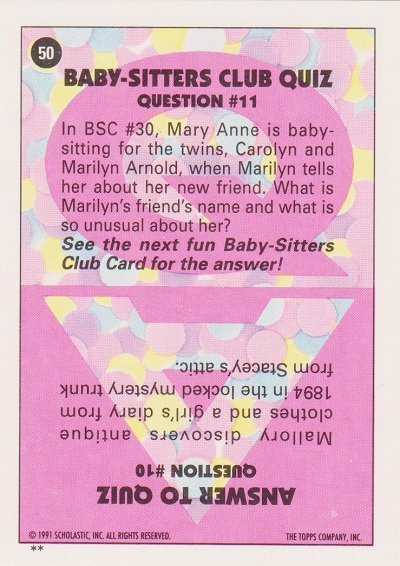 50
BABY-SITTERS CLUB QUIZ
QUESTION #11
In BSC #30, Mary Anne is baby-
sitting for the twins, Carolyn and
Marilyn Arnold, when Marilyn tells
her about her new friend. What is
Marilyn's friend's name and what is
so unusual about her?
See the next fun Baby-Sitters
Club Card for the answer!
ANSWER TO QUIZ
QUESTION #10
Mallory discovers antique
clothes and a girl's diary from
1894 in the locked mystery trunk
from Stacey's attic.
© 1991 SCHOLASTIC, INC. ALL RIGHTS RESERVED.
THE TOPPS COMPANY, INC.
**